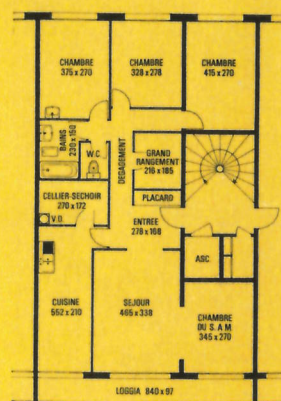 CHAMBRE
375 x 270
CHAMBRE
328 x 278
CHAMBRE
415 x 270
BAINS
230 x 150
W.C
DEGAGEMENT
GRAND
RANGEMENT
216 x 185
PLACARD
CELLIER-SECHOIR
270 x 172
V.O
ENTREE
278 x 168
ASC
CUISINE
552 x 210
SEJOUR
465 x 338
CHAMBRE
DU S.A.M
345 x 270
LOGGIA 840 x 97